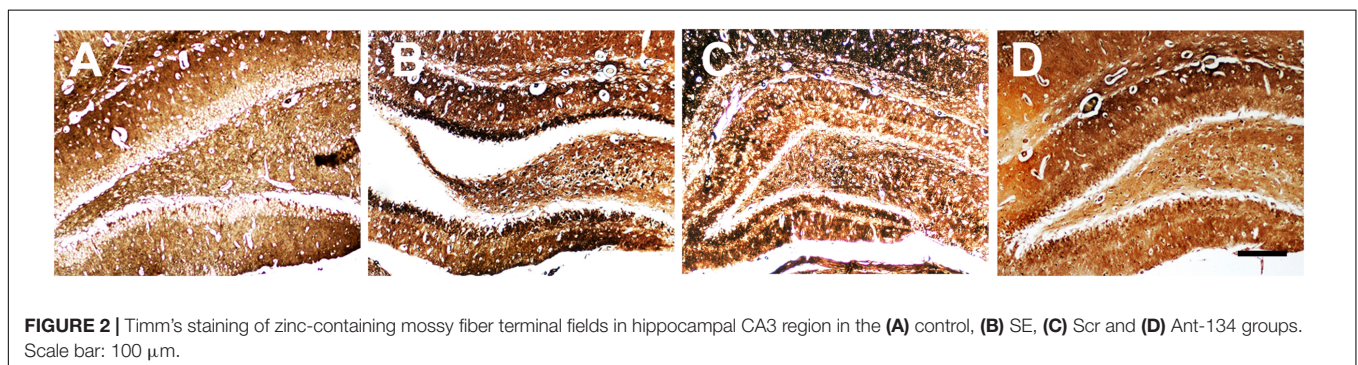 A B C D
FIGURE 2 | Timm's staining of zinc-containing mossy fiber terminal fields in hippocampal CA3 region in the (A) control, (B) SE, (C) Scr and (D) Ant-134 groups.
Scale bar: 100 μm.